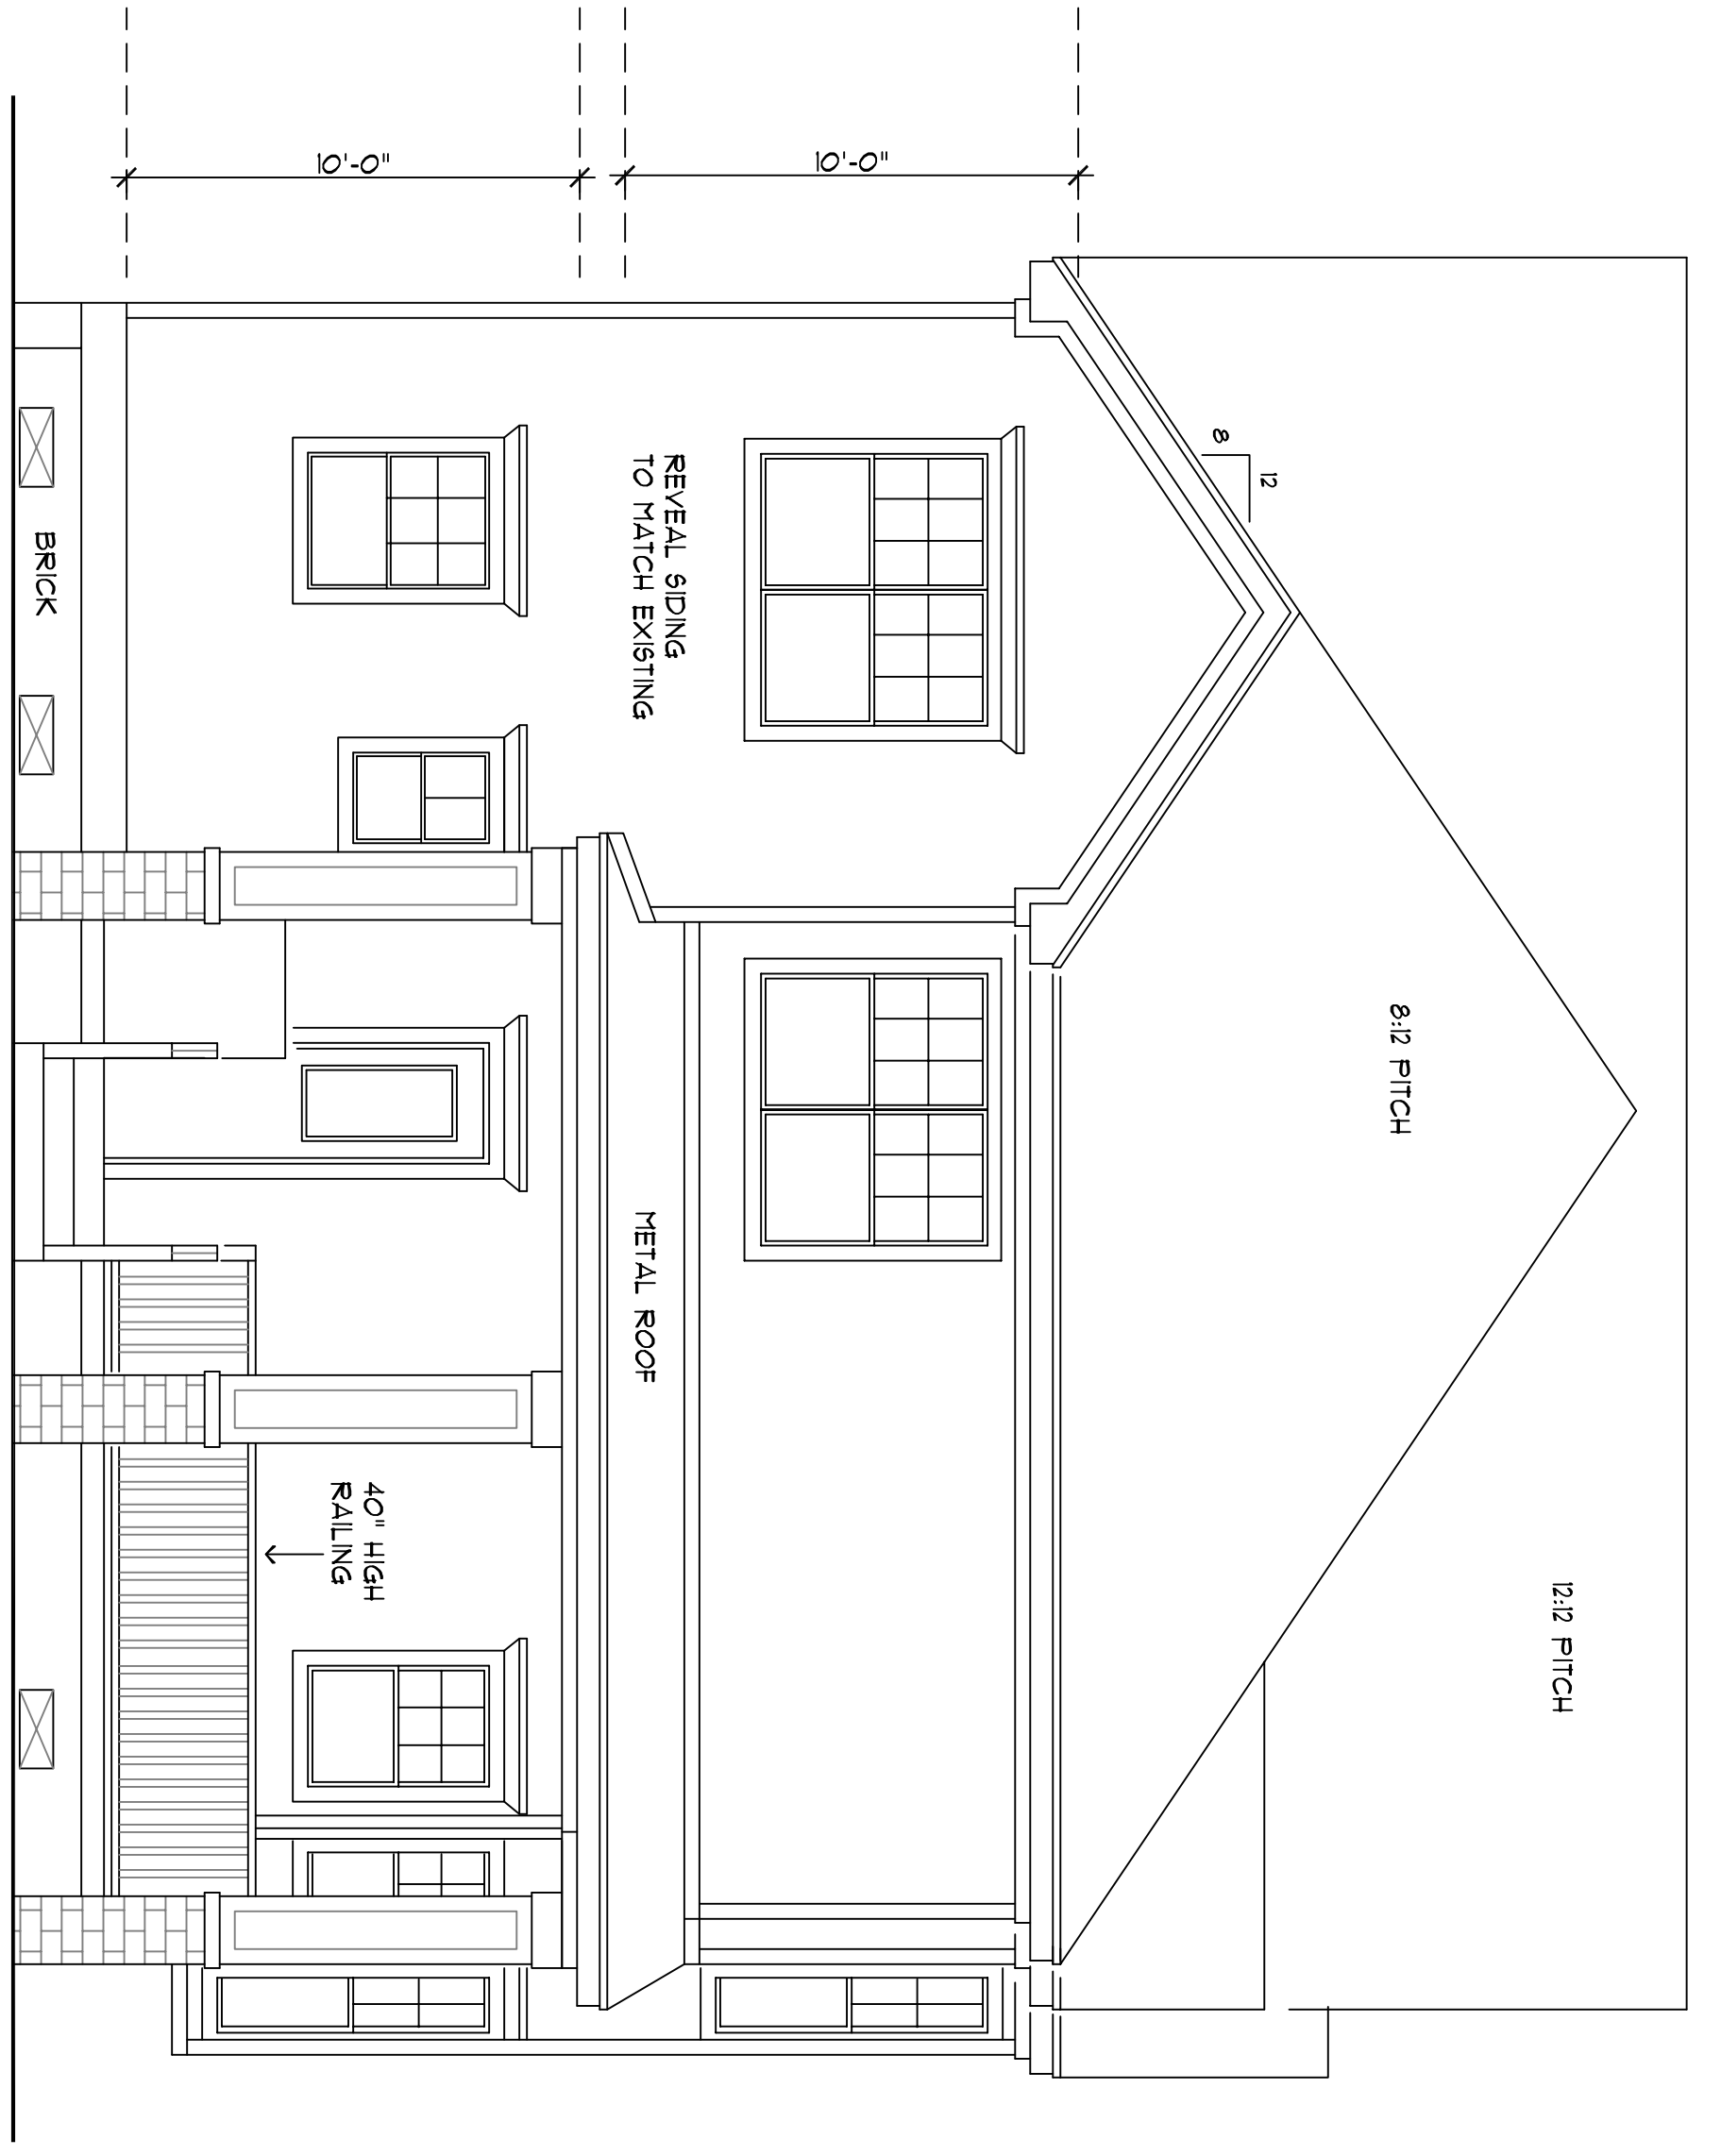 12:12 PITCH
8:12 PITCH
12
8
10'-0"
10'-0"
REVEAL SIDING
TO MATCH EXISTING
METAL ROOF
40" HIGH
RAILING
BRICK